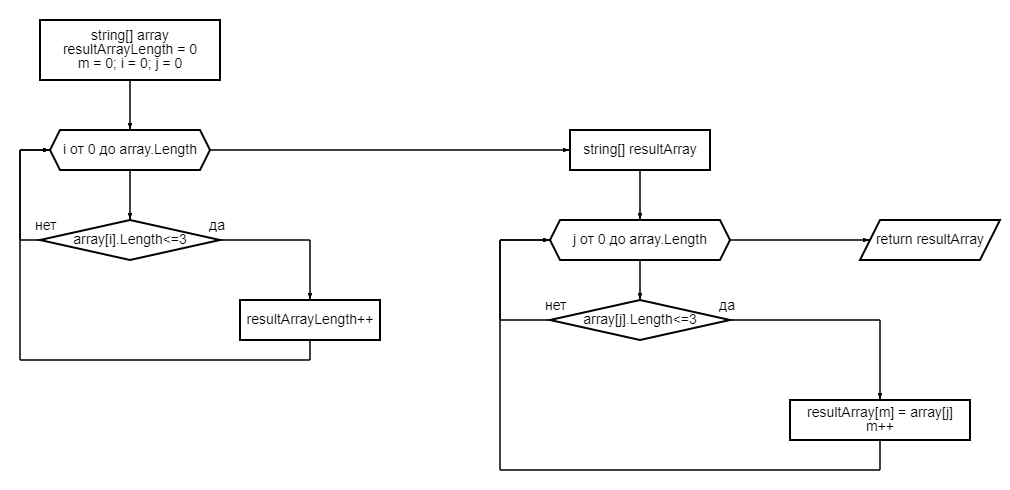 string[] array
resultArrayLength = 0
m = 0; i = 0; j = 0
i от 0 до array.Length
string[] resultArray
нет
да
array[i].Length<=3
resultArrayLength++
j от 0 до array.Length
return resultArray
нет
да
array[j].Length<=3
resultArray[m] = array[j]
m++